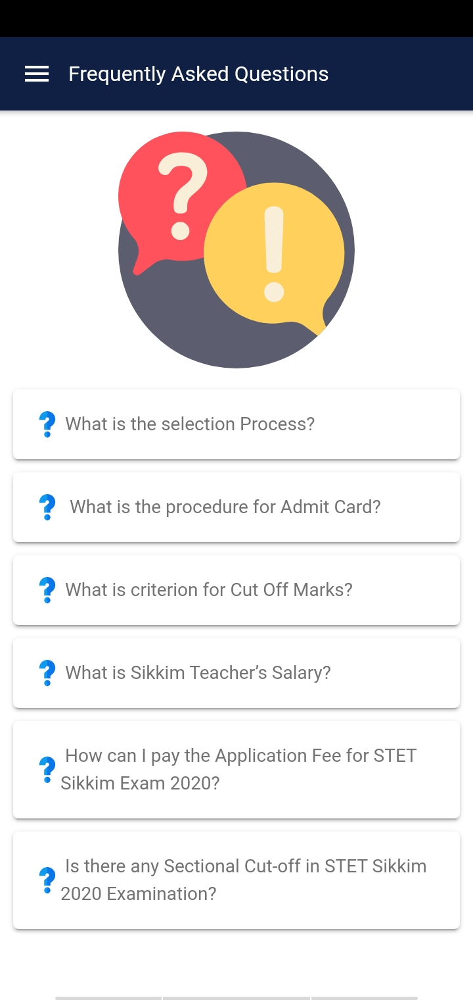 Frequently Asked Questions
What is the selection Process?
What is the procedure for Admit Card?
What is criterion for Cut Off Marks?
What is Sikkim Teacher’s Salary?
How can I pay the Application Fee for STET
Sikkim Exam 2020?
Is there any Sectional Cut-off in STET Sikkim
2020 Examination?